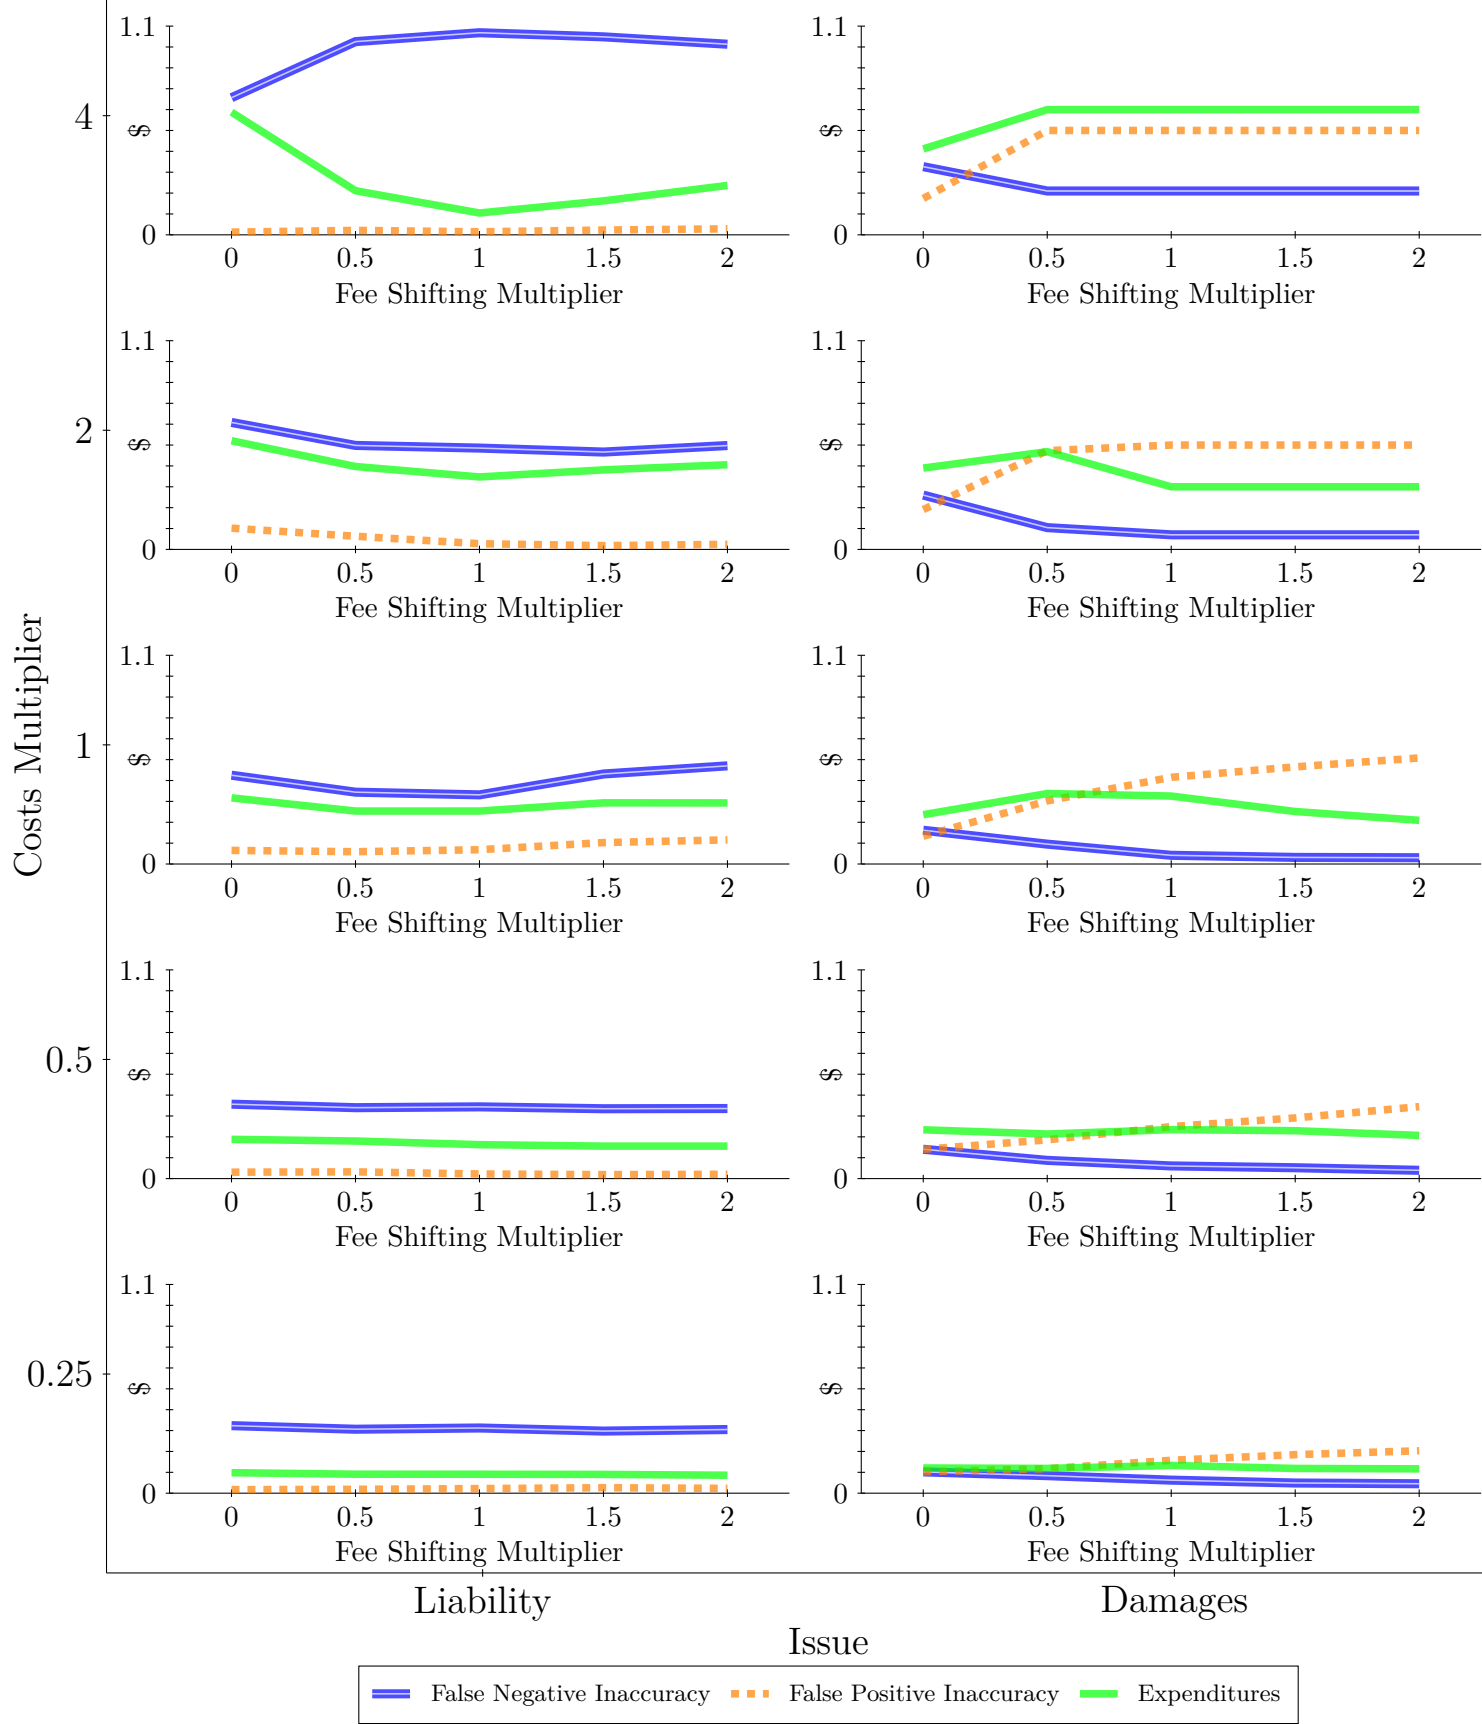 1.1
$
0
0 0.5 1 1.5 2
Fee Shifting Multiplier
1.1
$
0
0 0.5 1 1.5 2
Fee Shifting Multiplier
1.1
$
0
0 0.5 1 1.5 2
Fee Shifting Multiplier
1.1
$
0
0 0.5 1 1.5 2
Fee Shifting Multiplier
1.1
$
0
0 0.5 1 1.5 2
Fee Shifting Multiplier
1.1
$
0
0 0.5 1 1.5 2
Fee Shifting Multiplier
1.1
$
0
0 0.5 1 1.5 2
Fee Shifting Multiplier
1.1
$
0
0 0.5 1 1.5 2
Fee Shifting Multiplier
1.1
$
0
0 0.5 1 1.5 2
Fee Shifting Multiplier
1.1
$
0
0 0.5 1 1.5 2
Fee Shifting Multiplier
4
2
1
0.5
0.25
Costs Multiplier
Liability Damages
Issue
False Negative Inaccuracy False Positive Inaccuracy Expenditures